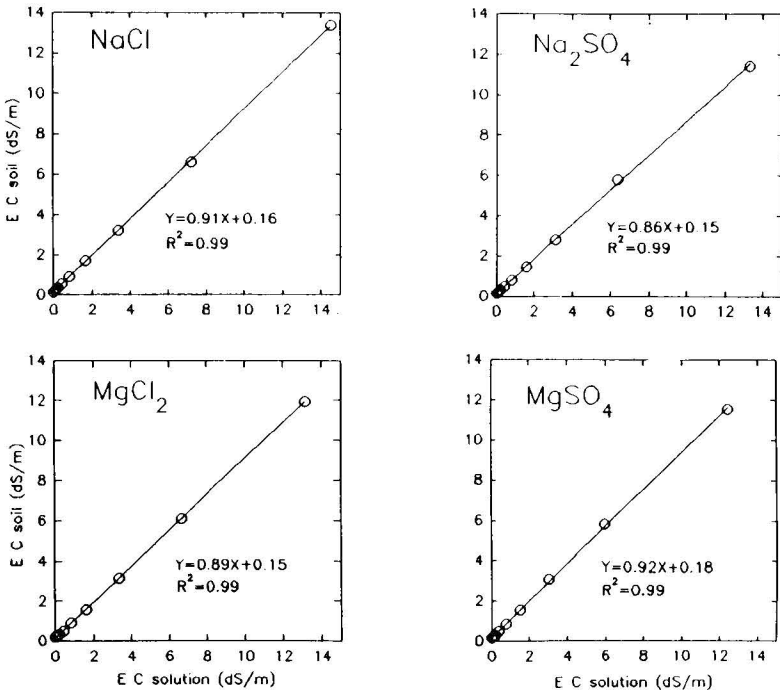 NaCl
14
12
10
8
6
4
2
0
E C soil (dS/m)
Y=0.91X+0.16
R²=0.99
0 2 4 6 8 10 12 14
Na₂SO₄
14
12
10
8
6
4
2
0
Y=0.86X+0.15
R²=0.99
0 2 4 6 8 10 12 14
MgCl₂
14
12
10
8
6
4
2
0
E C soil (dS/m)
Y=0.89X+0.15
R²=0.99
0 2 4 6 8 10 12 14
E C solution (dS/m)
MgSO₄
14
12
10
8
6
4
2
0
Y=0.92X+0.18
R²=0.99
0 2 4 6 8 10 12 14
E C solution (dS/m)